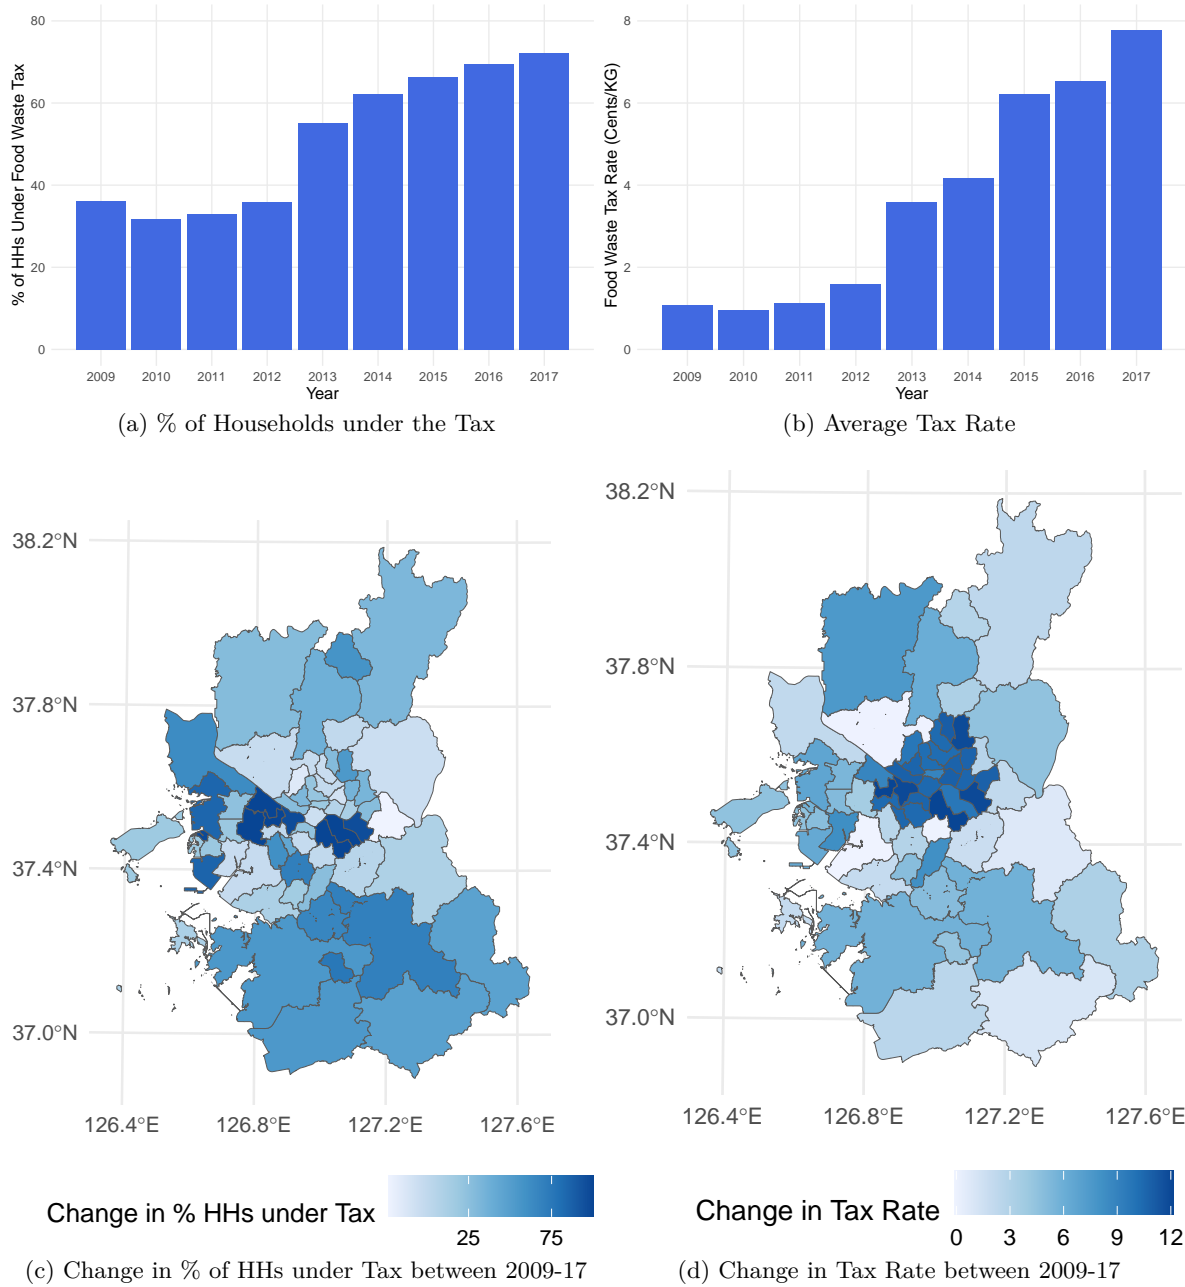 80
60
40
20
0
% of HHs Under Food Waste Tax
2009 2010 2011 2012 2013 2014 2015 2016 2017
Year
(a) % of Households under the Tax
8
6
4
2
0
Food Waste Tax Rate (Cents/KG)
2009 2010 2011 2012 2013 2014 2015 2016 2017
Year
(b) Average Tax Rate
38.2°N
37.8°N
37.4°N
37.0°N
126.4°E 126.8°E 127.2°E 127.6°E
Change in % HHs under Tax
25 75
(c) Change in % of HHs under Tax between 2009-17
38.2°N
37.8°N
37.4°N
37.0°N
126.4°E 126.8°E 127.2°E 127.6°E
Change in Tax Rate
0 3 6 9 12
(d) Change in Tax Rate between 2009-17